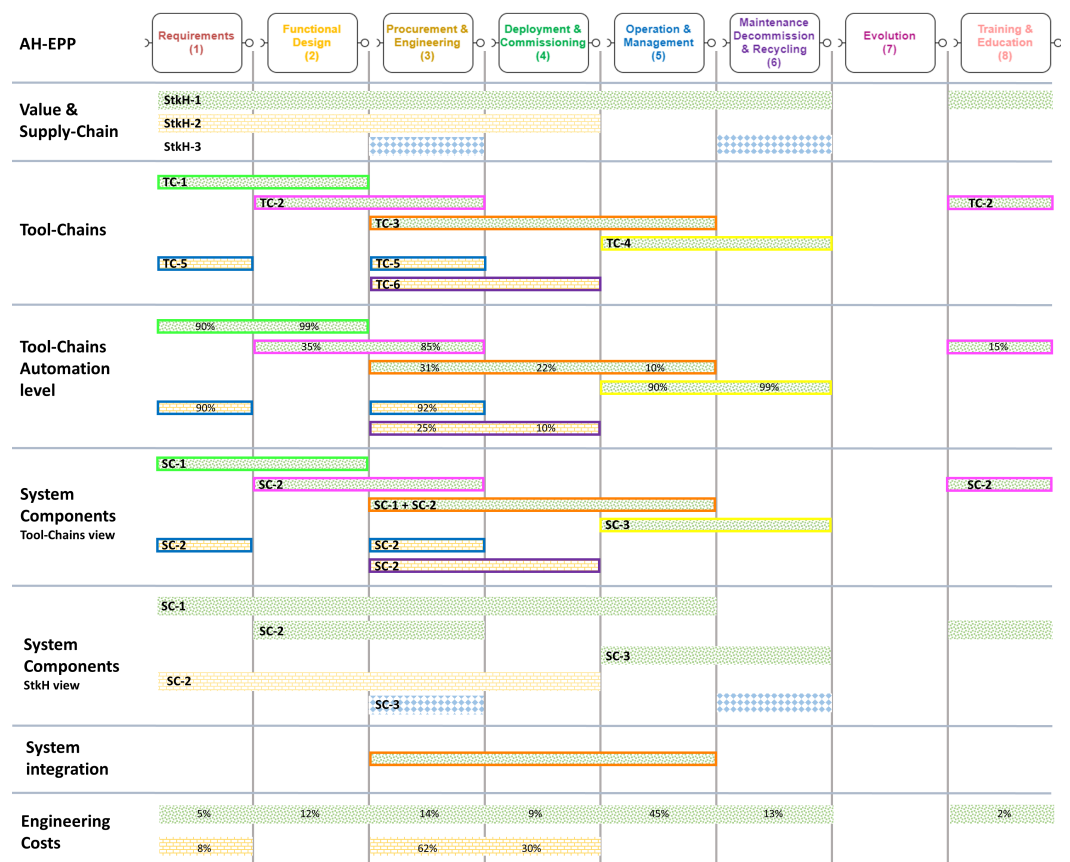 AH-EPP
Requirements
(1)
Functional
Design
(2)
Procurement &
Engineering
(3)
Deployment &
Commissioning
(4)
Operation &
Management
(5)
Maintenance
Decommission
& Recycling
(6)
Evolution
(7)
Training &
Education
(8)
Value &
Supply-Chain
StkH-1
StkH-2
StkH-3
Tool-Chains
TC-1
TC-2
TC-2
TC-3
TC-4
TC-5
TC-5
TC-6
Tool-Chains
Automation
level
90%
99%
35%
85%
15%
31%
22%
10%
90%
99%
90%
92%
25%
10%
System
Components
Tool-Chains view
SC-1
SC-2
SC-2
SC-1 + SC-2
SC-3
SC-2
SC-2
SC-2
System
Components
StkH view
SC-1
SC-2
SC-3
SC-2
SC-3
System
integration
Engineering
Costs
5%
12%
14%
9%
45%
13%
2%
8%
62%
30%